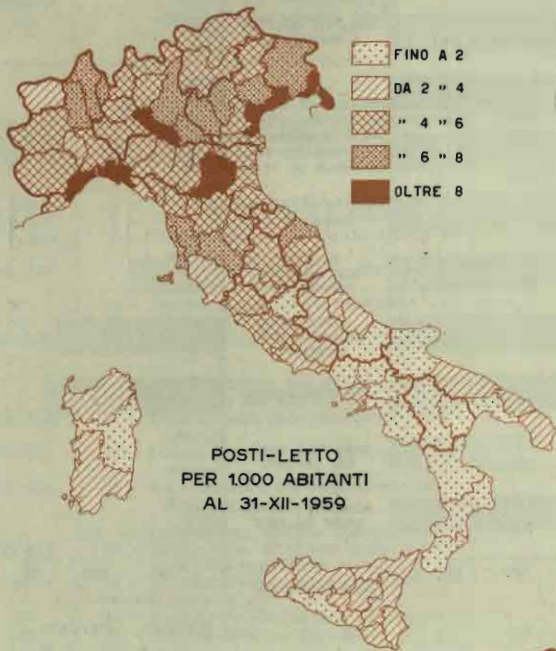 FINO A 2
DA 2 " 4
" 4 " 6
" 6 " 8
OLTRE 8
POSTI-LETTO
PER 1.000 ABITANTI
AL 31-XII-1959